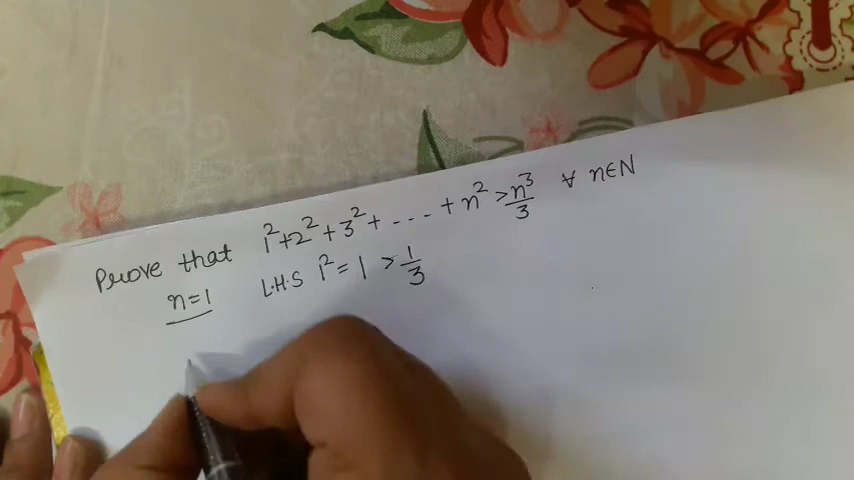 Prove that 1²+2²+3²+ - - - - + n² > n³/3 ∀ n∈N
n=1 L.H.S 1² = 1 > 1/3